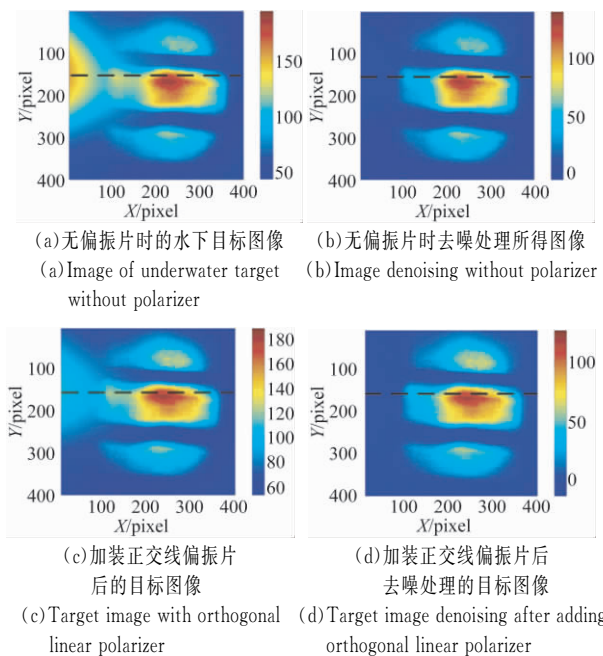 100
200
300
400
Y/pixel
100 200 300 400
X/pixel
150
100
50
(a)无偏振片时的水下目标图像
(a)Image of underwater target
without polarizer
100
200
300
400
Y/pixel
100 200 300 400
X/pixel
100
50
0
(b)无偏振片时去噪处理所得图像
(b)Image denoising without polarizer
100
200
300
400
Y/pixel
100 200 300 400
X/pixel
180
160
140
120
100
80
60
(c)加装正交线偏振片
后的目标图像
(c)Target image with orthogonal
linear polarizer
100
200
300
400
Y/pixel
100 200 300 400
X/pixel
100
50
0
(d)加装正交线偏振片后
去噪处理的目标图像
(d)Target image denoising after adding
orthogonal linear polarizer